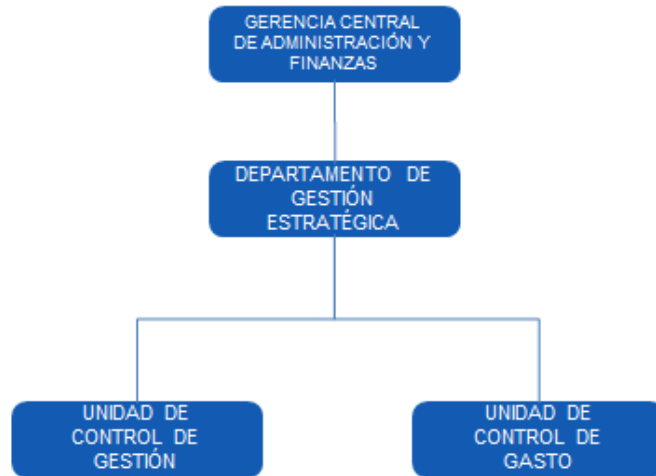 GERENCIA CENTRAL
DE ADMINISTRACIÓN Y
FINANZAS
DEPARTAMENTO DE
GESTIÓN
ESTRATÉGICA
UNIDAD DE
CONTROL DE
GESTIÓN
UNIDAD DE
CONTROL DE
GASTO